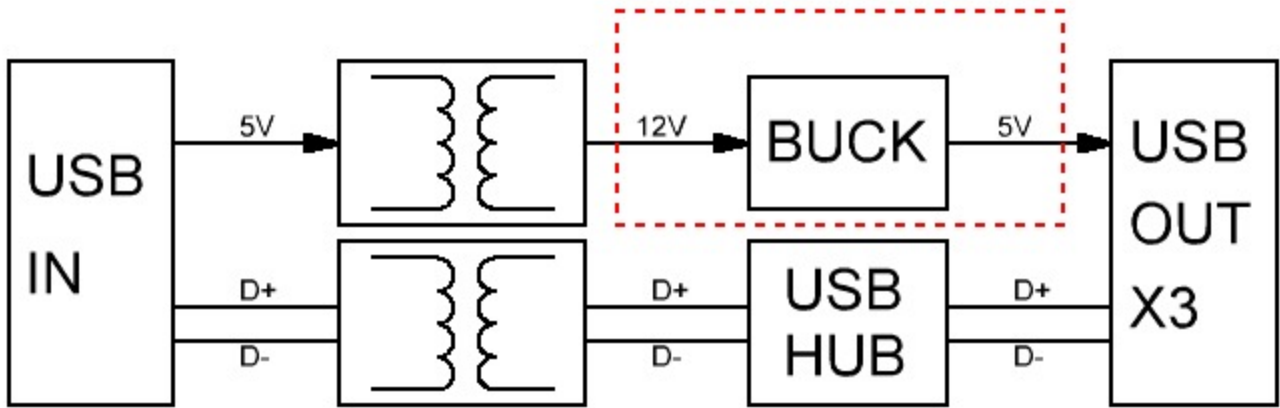 USB
IN
5V
D+
D-
12V
BUCK
5V
D+
D-
USB
HUB
D+
D-
USB
OUT
X3